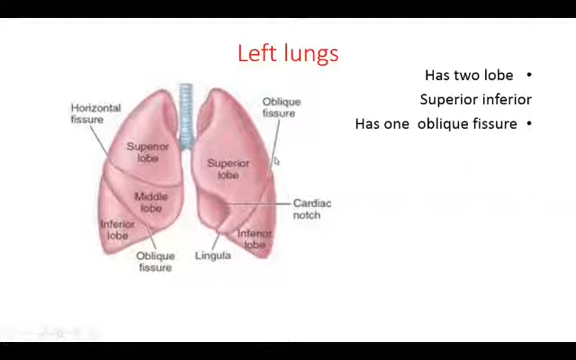 Left lungs
Has two lobe •
Superior inferior
Has one oblique fissure •
Horizontal
fissure
Oblique
fissure
Superior
lobe
Superior
lobe
Middle
lobe
Cardiac
notch
Inferior
lobe
Inferior
lobe
Oblique
fissure
Lingula